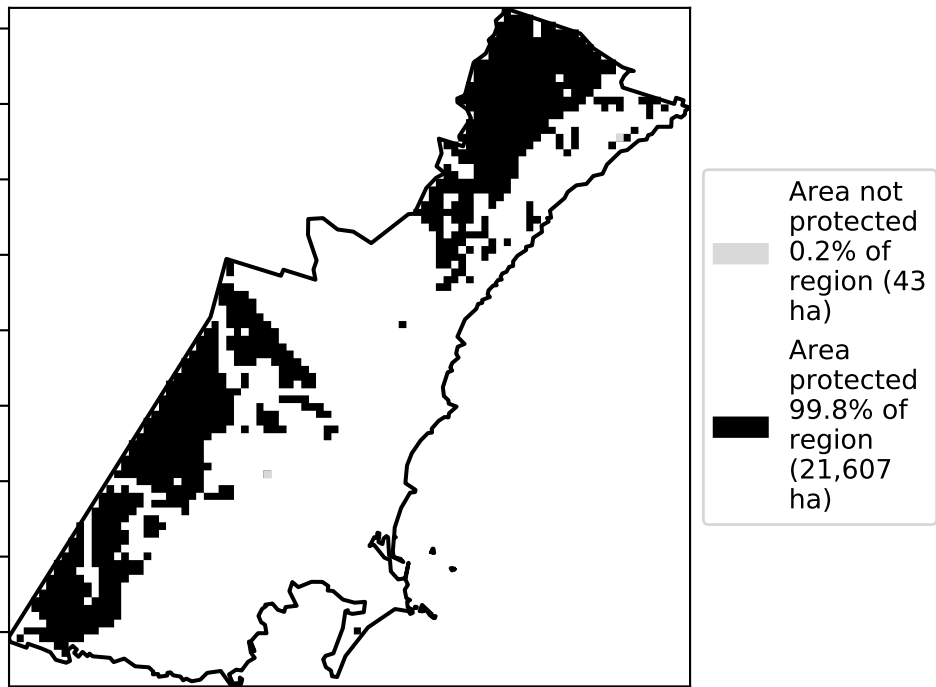 Area not
protected
0.2% of
region (43
ha)
Area
protected
99.8% of
region
(21,607
ha)